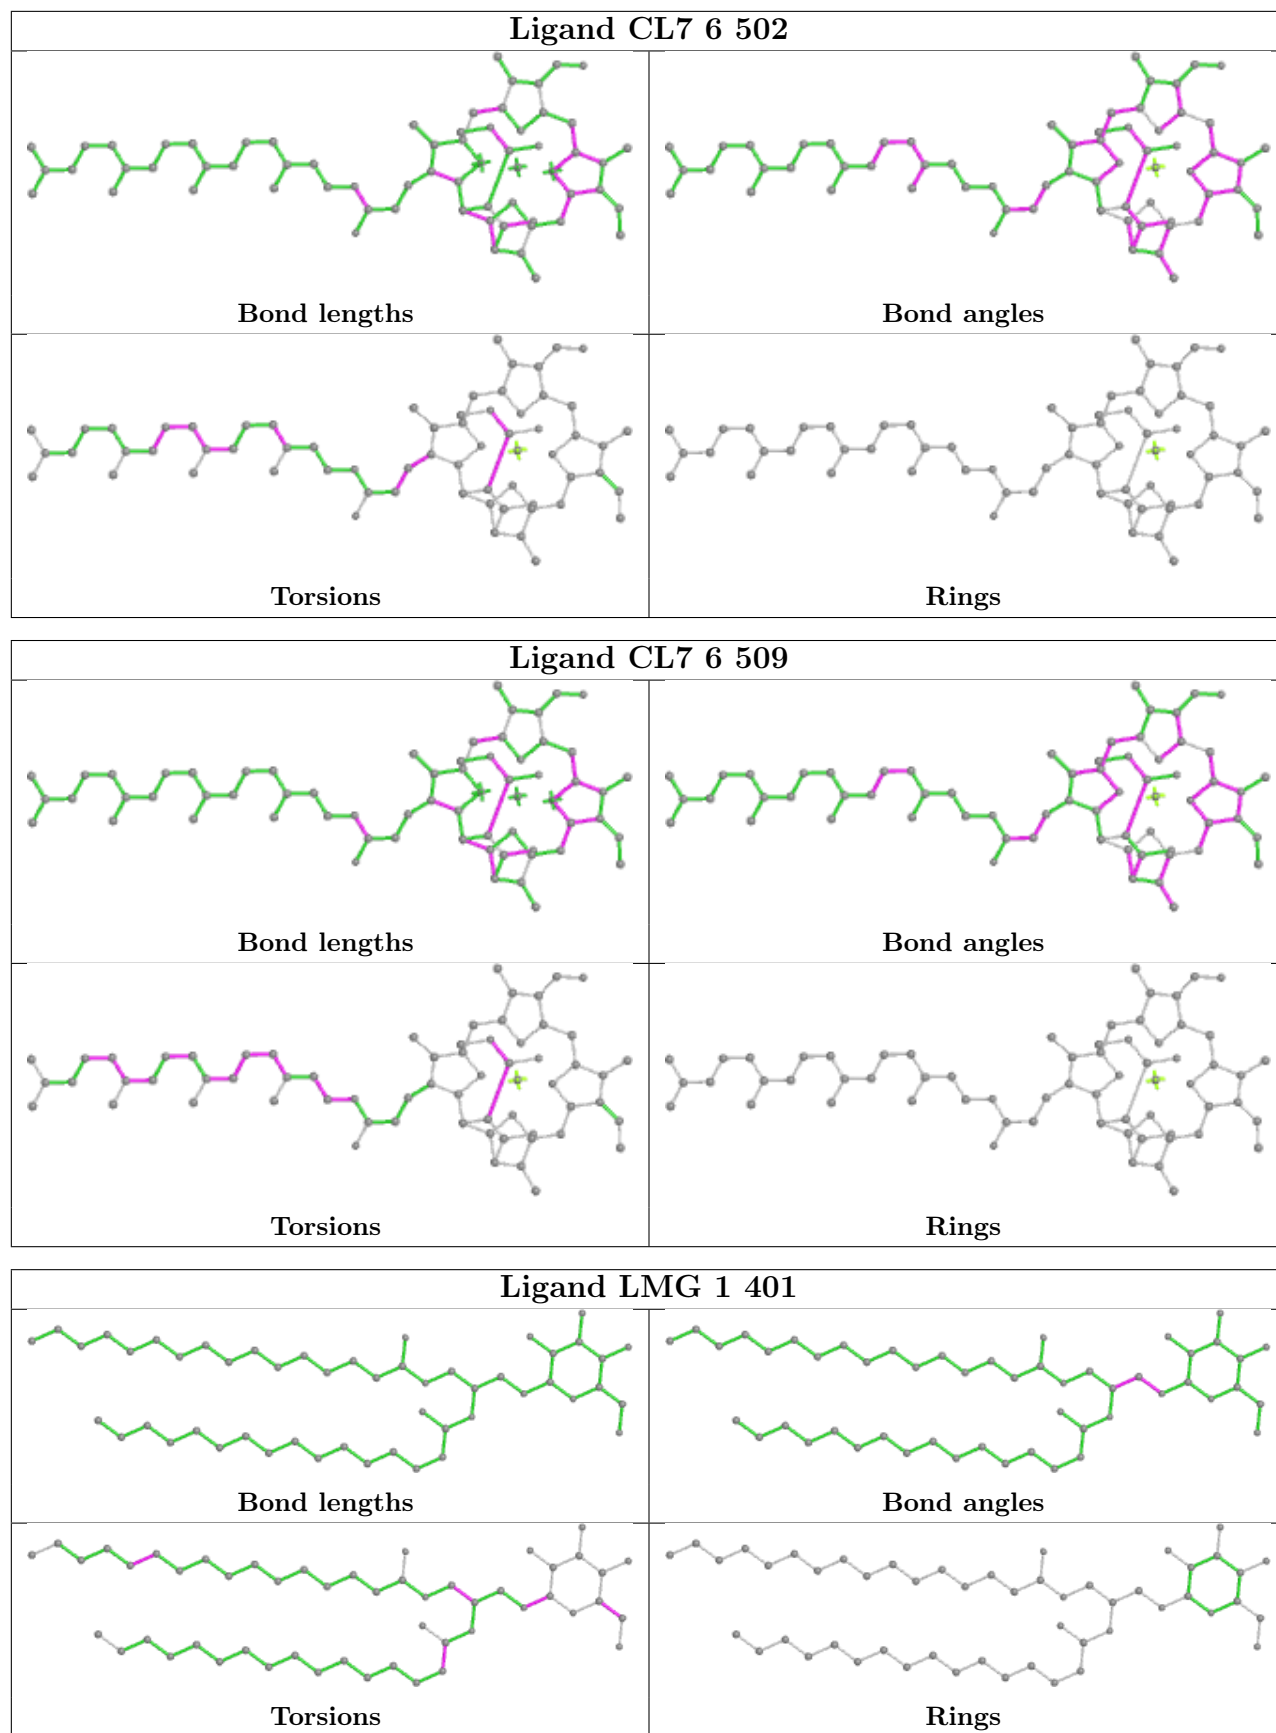 Ligand CL7 6 502
Bond lengths
Bond angles
Torsions
Rings
Ligand CL7 6 509
Bond lengths
Bond angles
Torsions
Rings
Ligand LMG 1 401
Bond lengths
Bond angles
Torsions
Rings